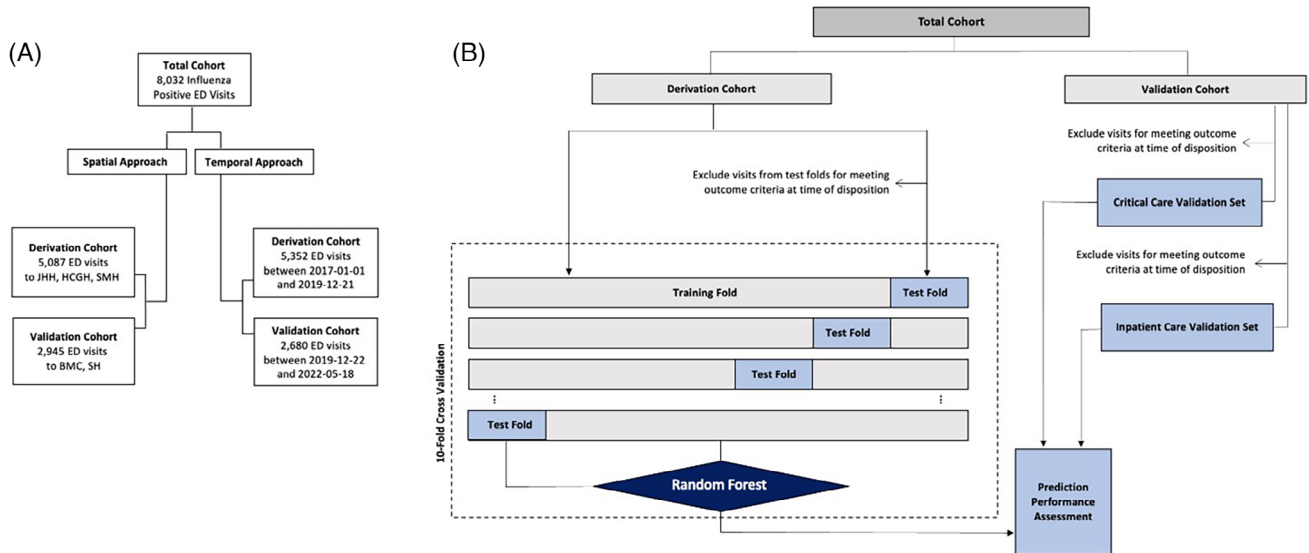 (A)
Total Cohort
8,032 Influenza
Positive ED Visits
Spatial Approach
Temporal Approach
Derivation Cohort
5,087 ED visits
to JHH, HCGH, SMH
Derivation Cohort
5,352 ED visits
between 2017-01-01
and 2019-12-21
Validation Cohort
2,945 ED visits
to BMC, SH
Validation Cohort
2,680 ED visits
between 2019-12-22
and 2022-05-18
(B)
Total Cohort
Derivation Cohort
Validation Cohort
Exclude visits for meeting outcome
criteria at time of disposition
Exclude visits from test folds for meeting
outcome criteria at time of disposition
Critical Care Validation Set
Exclude visits for meeting outcome
criteria at time of disposition
Inpatient Care Validation Set
10-Fold Cross Validation
Training Fold
Test Fold
Test Fold
Test Fold
Test Fold
Random Forest
Prediction
Performance
Assessment